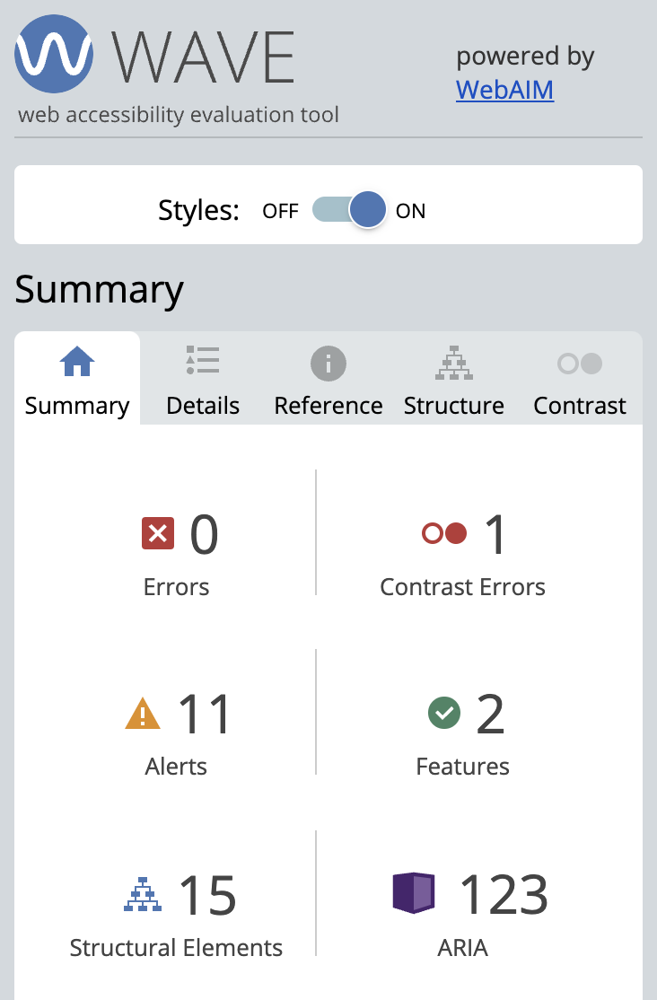 WAVE
web accessibility evaluation tool
powered by
WebAIM
Styles: OFF ON
Summary
Summary Details Reference Structure Contrast
0 1
Errors Contrast Errors
11 2
Alerts Features
15 123
Structural Elements ARIA